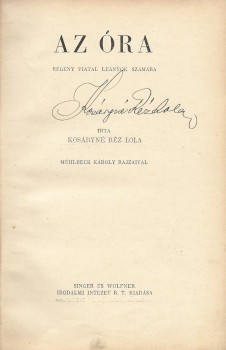 AZ ÓRA
REGÉNY FIATAL LEÁNYOK SZÁMÁRA
Kosáryné Réz Lola
IRTA
KOSÁRYNÉ RÉZ LOLA
MÜHLBECK KÁROLY RAJZAIVAL
SINGER ÉS WOLFNER
IRODALMI INTÉZET R. T. KIADÁSA